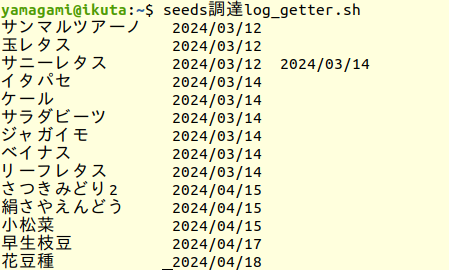 yamagami@ikuta:~$ seeds調達log_getter.sh
サンマルツアーノ 2024/03/12
玉レタス 2024/03/12
サニーレタス 2024/03/12 2024/03/14
イタパセ 2024/03/14
ケール 2024/03/14
サラダビーツ 2024/03/14
ジャガイモ 2024/03/14
ベイナス 2024/03/14
リーフレタス 2024/03/14
さつきみどり2 2024/04/15
絹さやえんどう 2024/04/15
小松菜 2024/04/15
早生枝豆 2024/04/17
花豆種 _2024/04/18